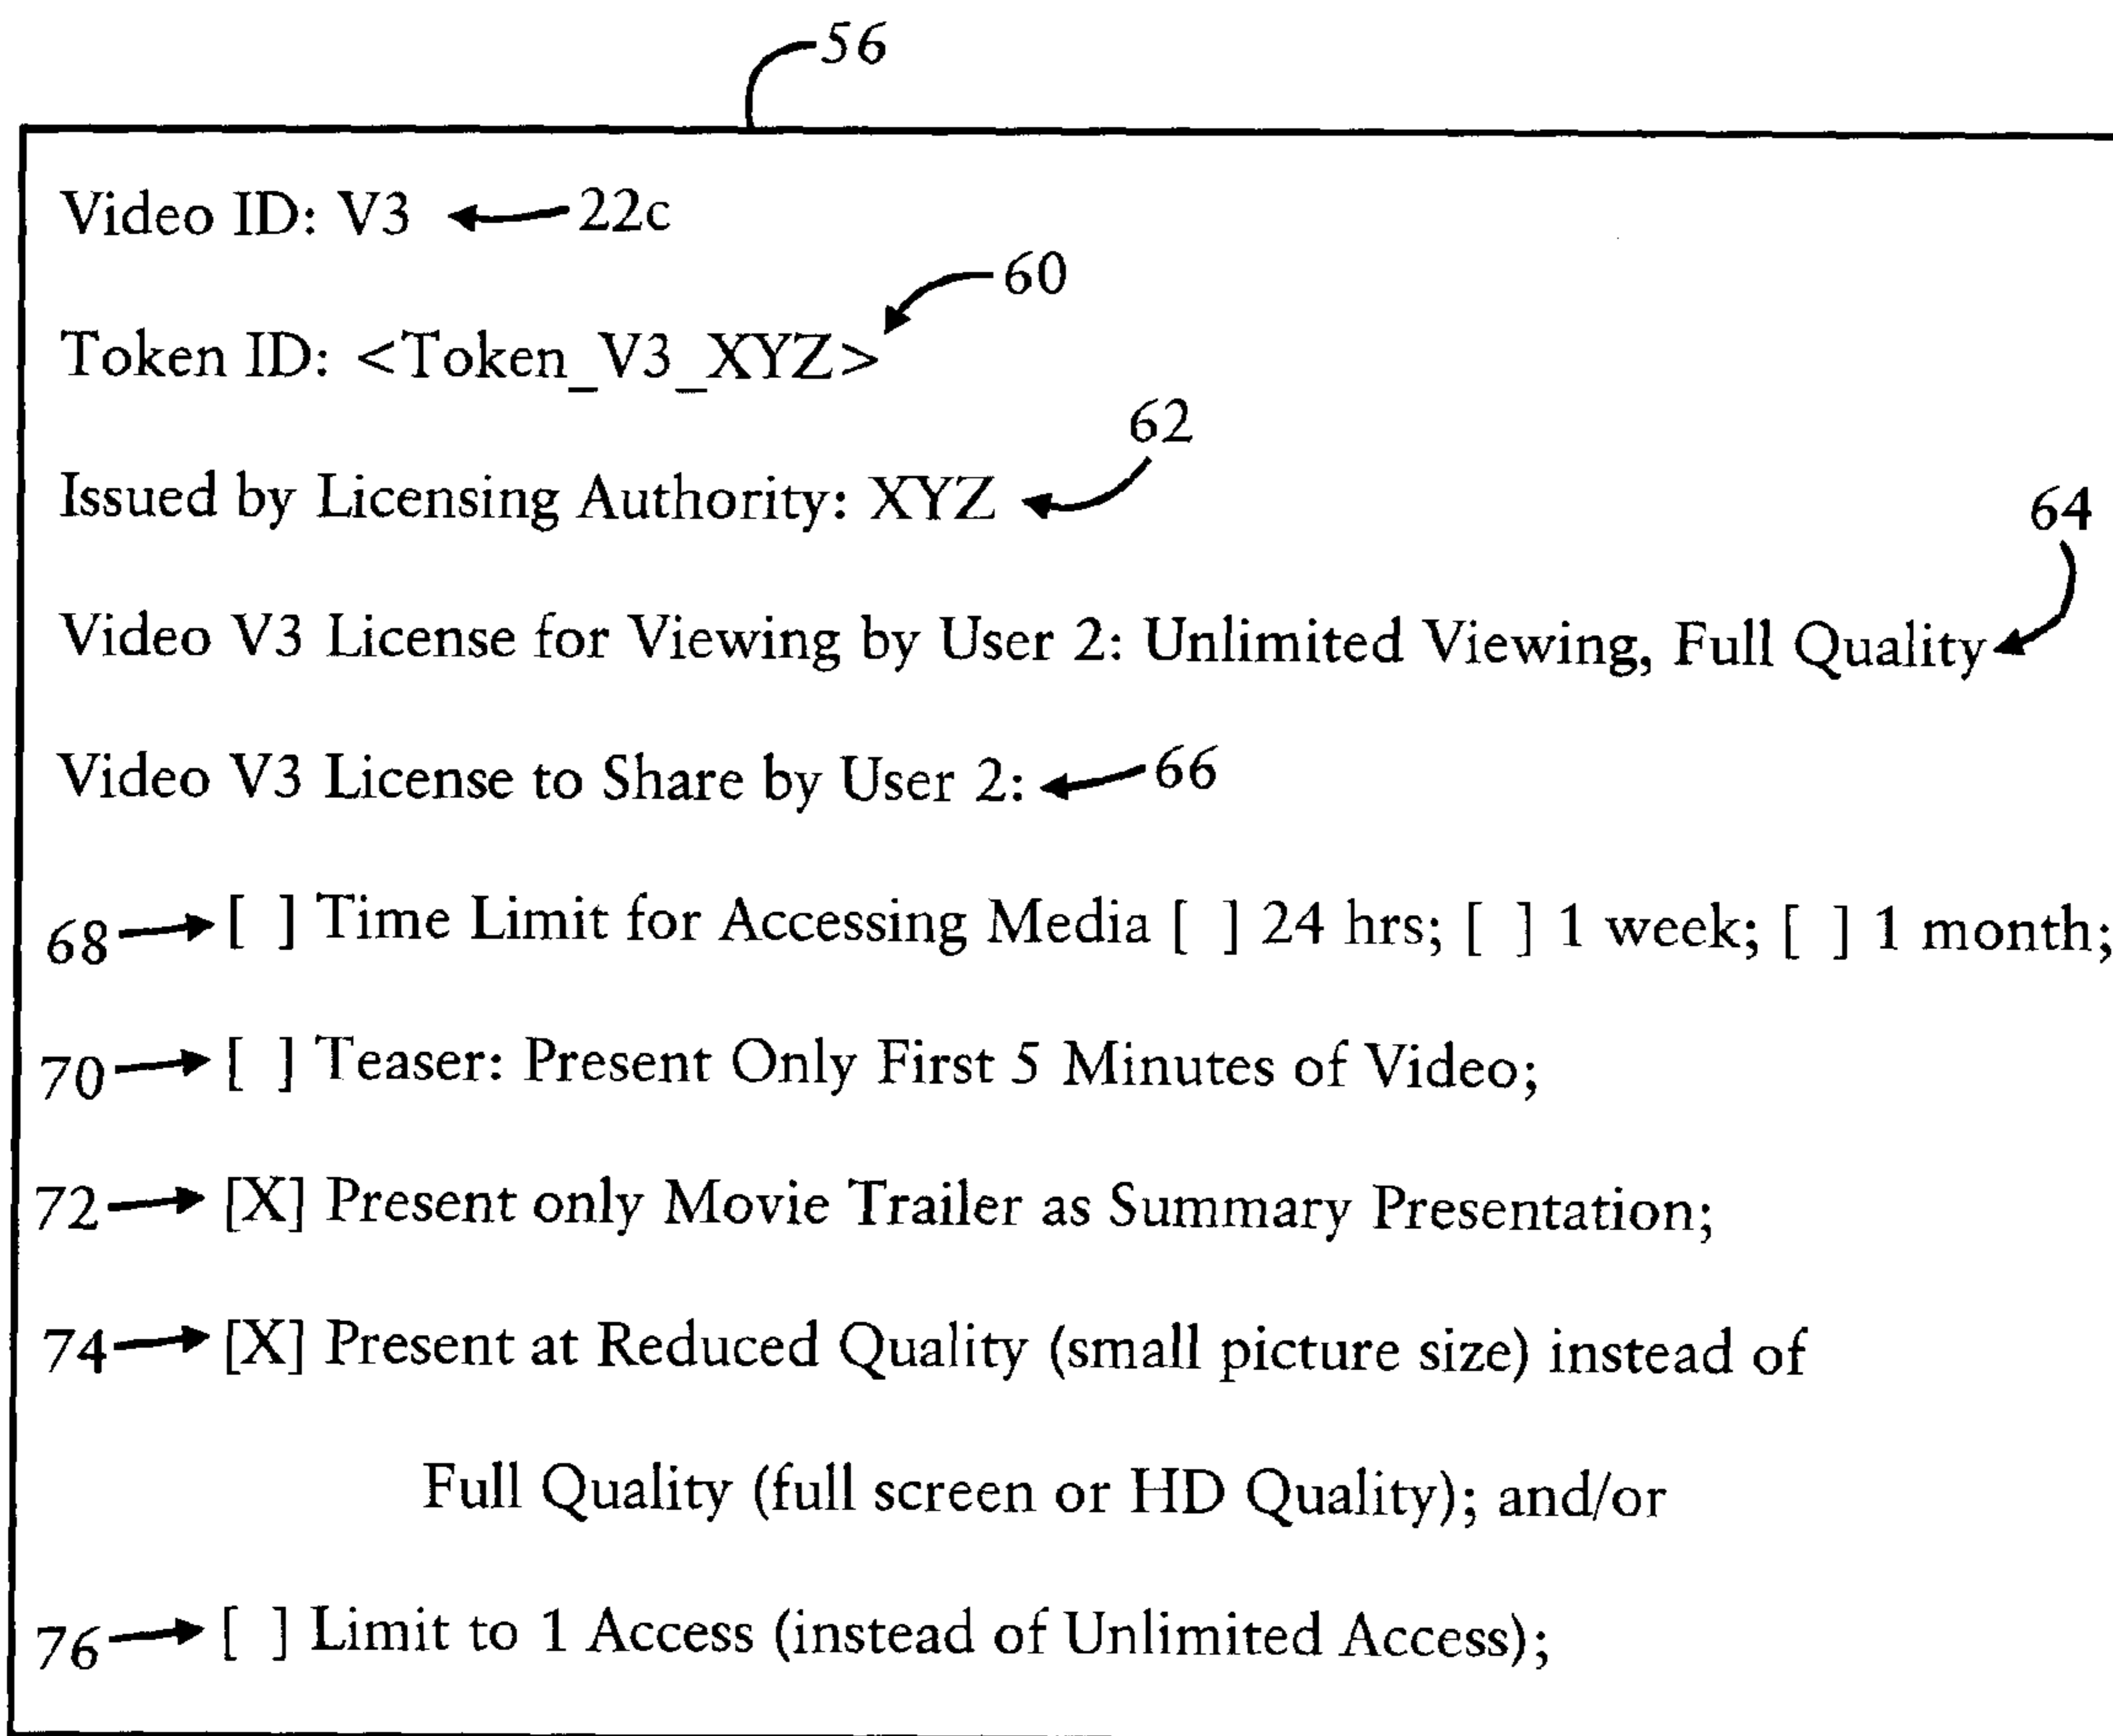 56
Video ID: V3 22c
60
Token ID: <Token_V3_XYZ>
62
Issued by Licensing Authority: XYZ
64
Video V3 License for Viewing by User 2: Unlimited Viewing, Full Quality
Video V3 License to Share by User 2: 66
68 [ ] Time Limit for Accessing Media [ ] 24 hrs; [ ] 1 week; [ ] 1 month;
70 [ ] Teaser: Present Only First 5 Minutes of Video;
72 [X] Present only Movie Trailer as Summary Presentation;
74 [X] Present at Reduced Quality (small picture size) instead of
Full Quality (full screen or HD Quality); and/or
76 [ ] Limit to 1 Access (instead of Unlimited Access);